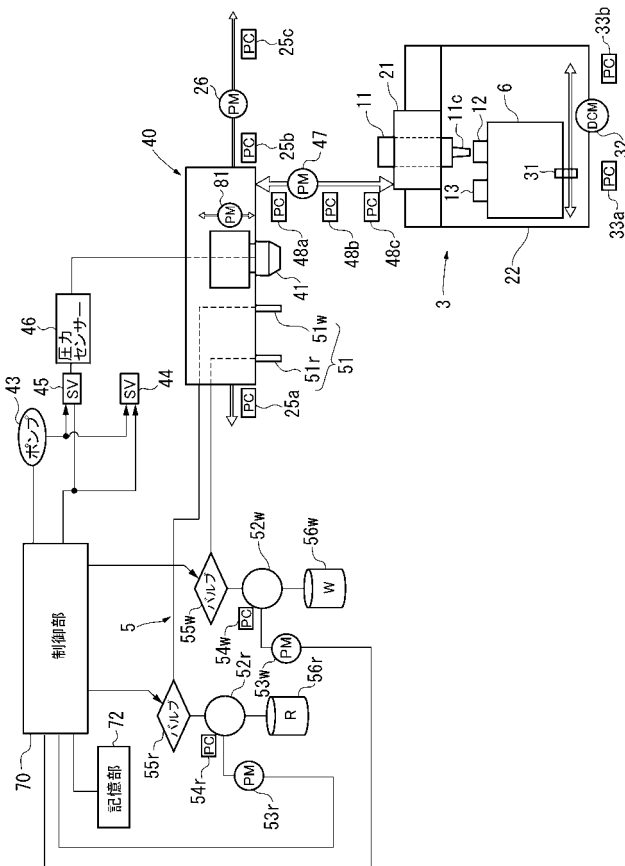 70
制御部
72
記憶部
43
ポンプ
45
SV
SV
44
46
圧力
センサー
5
55r
バルブ
54r
PC
52r
53r
PM
R
56r
55w
バルブ
54w
PC
52w
53w
PM
W
56w
40
81
PM
41
51r
51w
51
25a
PC
25b
PC
26
PM
25c
PC
47
PM
48a
PC
48b
PC
48c
PC
3
11
21
11c
12
13
6
31
22
32
DCM
33a
PC
33b
PC